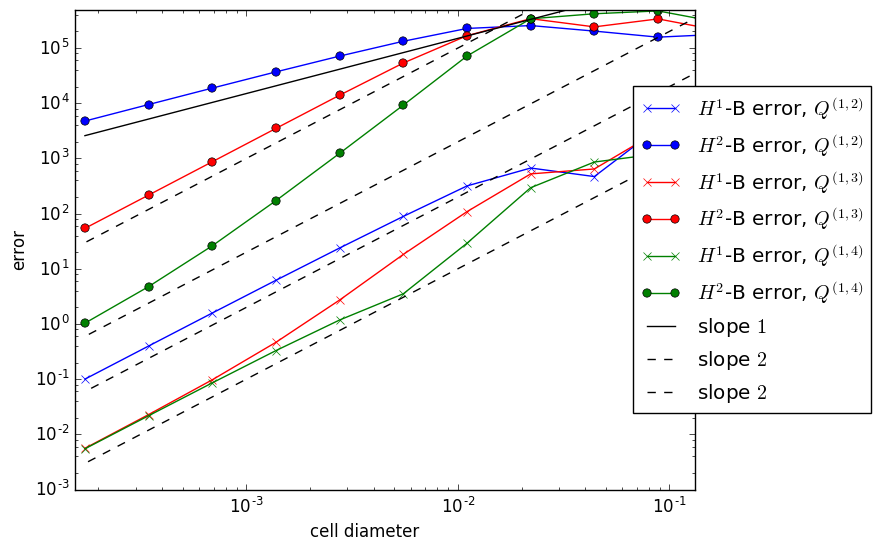 10^5
10^4
10^3
10^2
10^1
10^0
10^-1
10^-2
10^-3
error
10^-3
10^-2
10^-1
cell diameter
H^1-B error, Q^(1,2)
H^2-B error, Q^(1,2)
H^1-B error, Q^(1,3)
H^2-B error, Q^(1,3)
H^1-B error, Q^(1,4)
H^2-B error, Q^(1,4)
slope 1
slope 2
slope 2